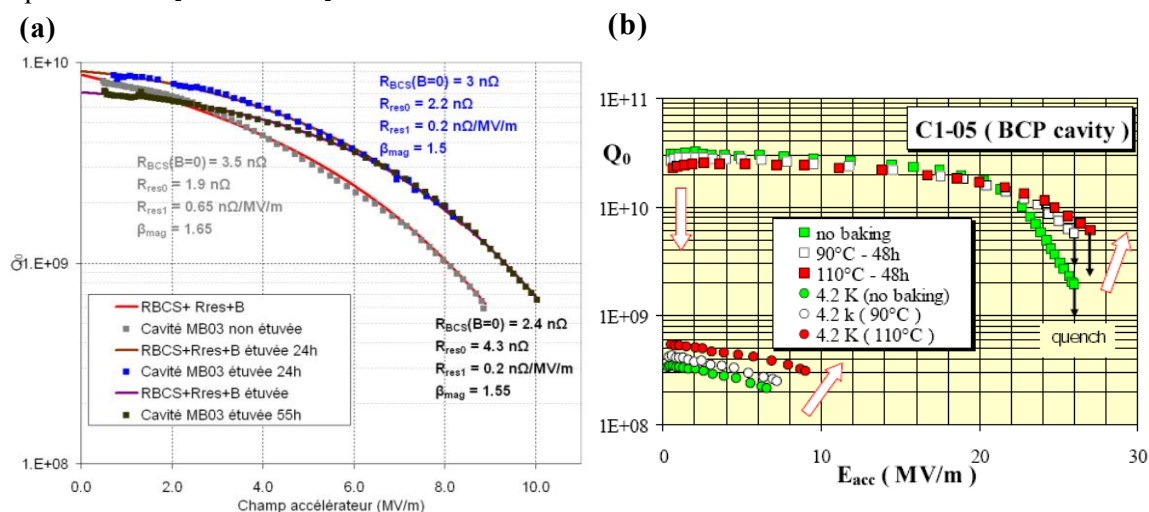 (a)
(b)
1.E+10
1.E+09
1.E+08
Q₀
R_BCS(B=0) = 3 nΩ
R_res0 = 2.2 nΩ
R_res1 = 0.2 nΩ/MV/m
β_mag = 1.5
R_BCS(B=0) = 3.5 nΩ
R_res0 = 1.9 nΩ
R_res1 = 0.65 nΩ/MV/m
β_mag = 1.65
R_BCS(B=0) = 2.4 nΩ
R_res0 = 4.3 nΩ
R_res1 = 0.2 nΩ/MV/m
β_mag = 1.55
RBCS+ Rres+B
Cavité MB03 non étuvée
RBCS+Rres+B étuvée 24h
Cavité MB03 étuvée 24h
RBCS+Rres+B étuvée
Cavité MB03 étuvée 55h
0.0 2.0 4.0 6.0 8.0 10.0
Champ accélérateur (MV/m)
1E+11
Q₀
1E+10
1E+09
1E+08
C1-05 ( BCP cavity )
no baking
90°C - 48h
110°C - 48h
4.2 K (no baking)
4.2 k ( 90°C )
4.2 K ( 110°C )
quench
0 10 20 30
E_acc ( MV/m )